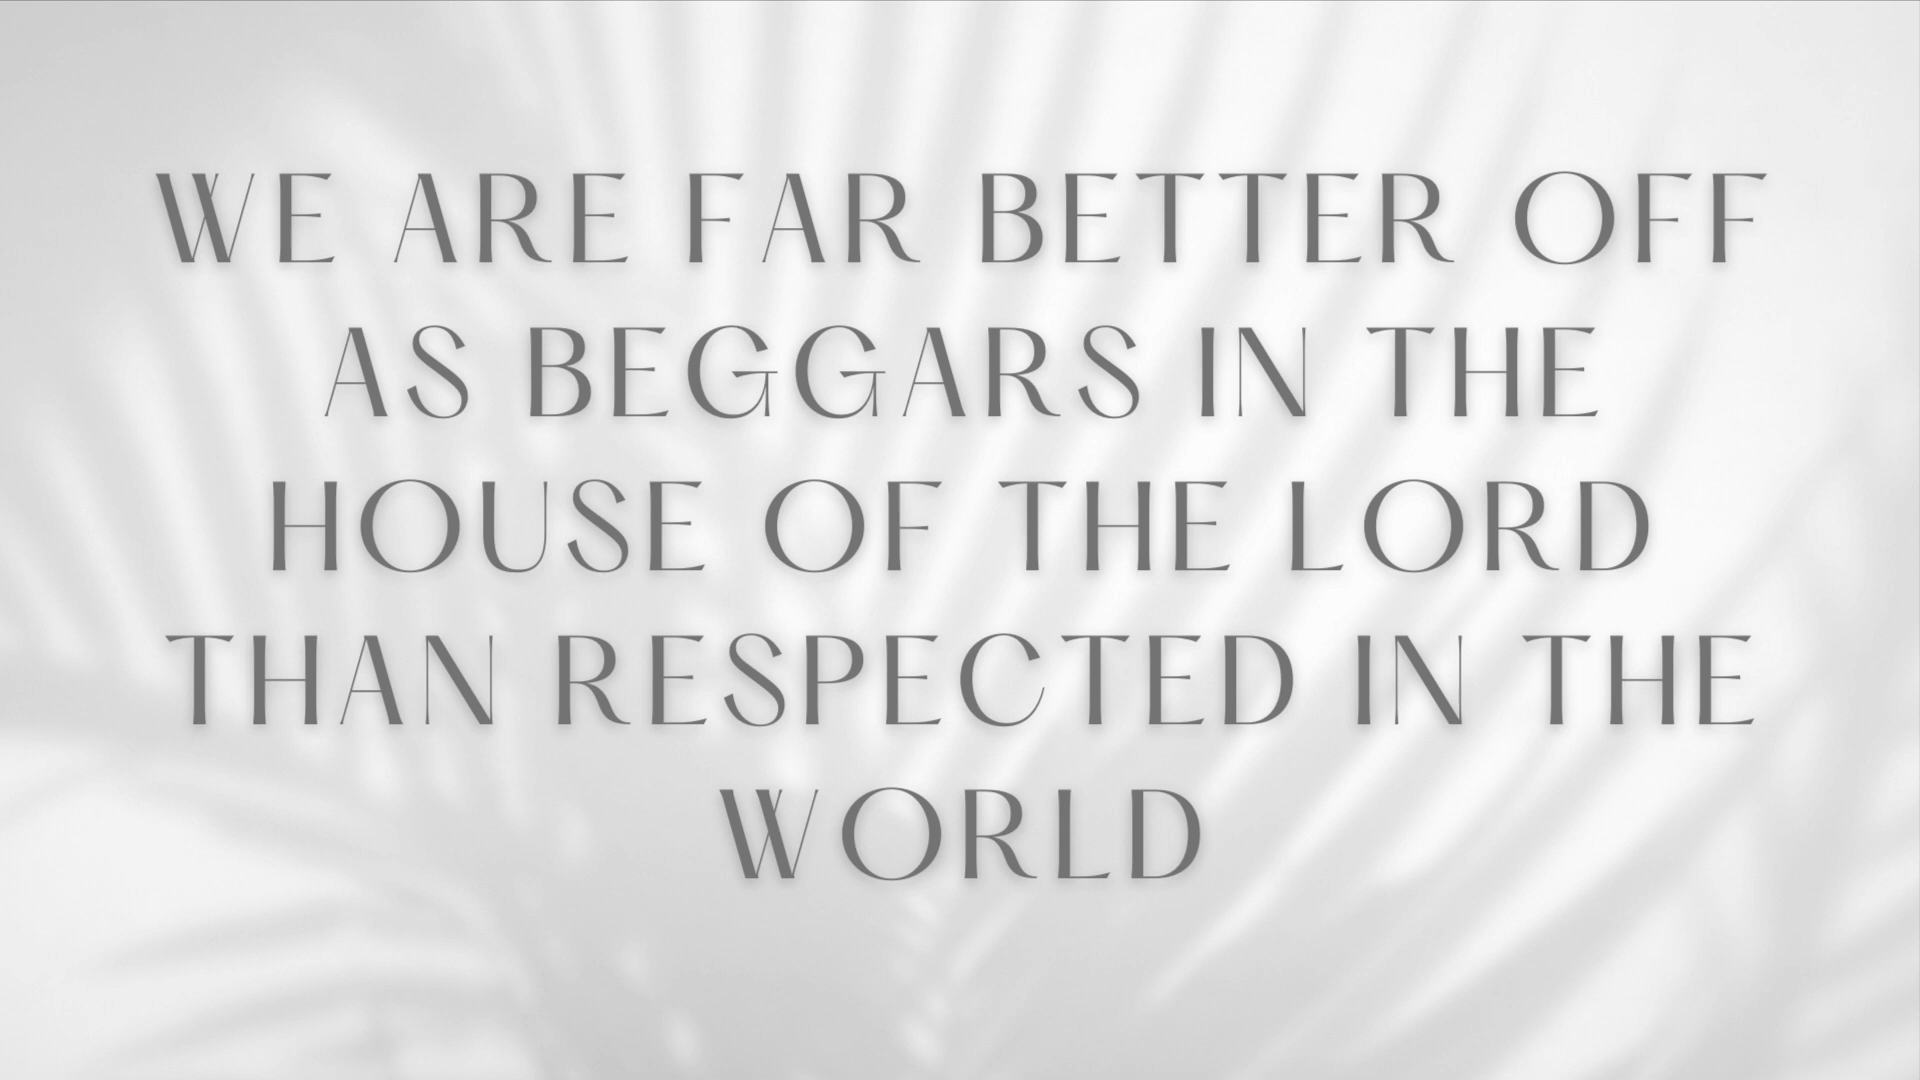 WE ARE FAR BETTER OFF
AS BEGGARS IN THE
HOUSE OF THE LORD
THAN RESPECTED IN THE
WORLD